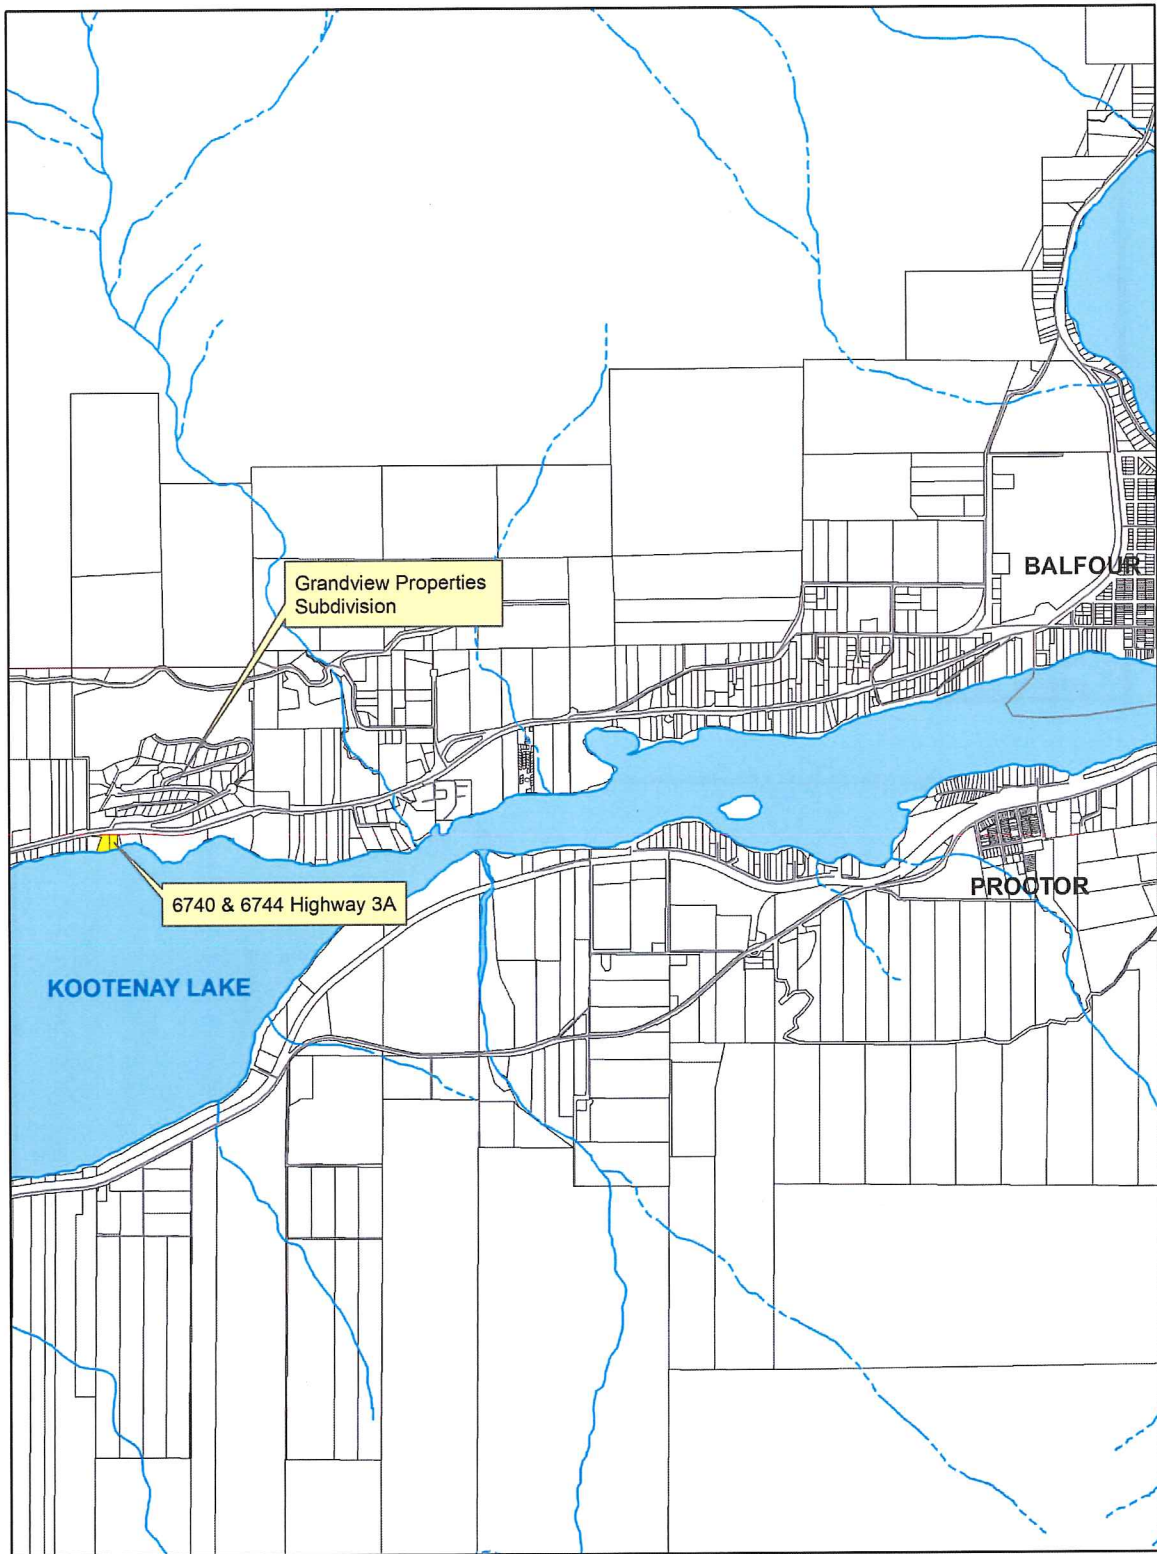 BALFOUR
Grandview Properties
Subdivision
PROCTOR
6740 & 6744 Highway 3A
KOOTENAY LAKE